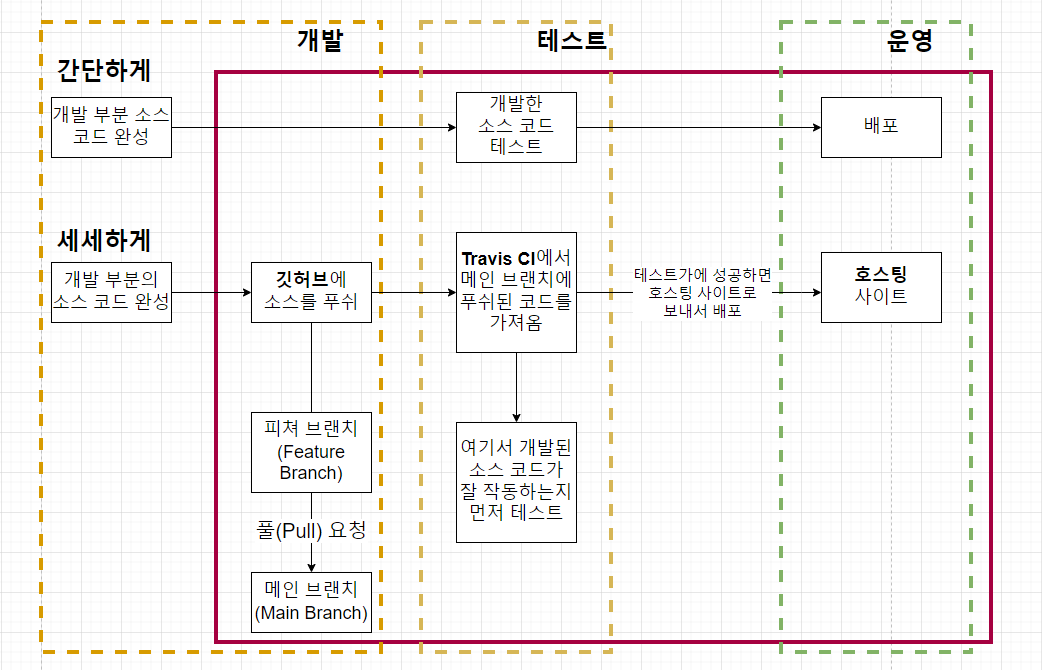 개발
테스트
운영
간단하게
개발 부분 소스
코드 완성
개발한
소스 코드
테스트
배포
세세하게
개발 부분의
소스 코드 완성
깃허브에
소스를 푸쉬
Travis CI에서
메인 브랜치에
푸쉬된 코드를
가져옴
테스트가에 성공하면
호스팅 사이트로
보내서 배포
호스팅
사이트
피쳐 브랜치
(Feature
Branch)
풀(Pull) 요청
메인 브랜치
(Main Branch)
여기서 개발된
소스 코드가
잘 작동하는지
먼저 테스트